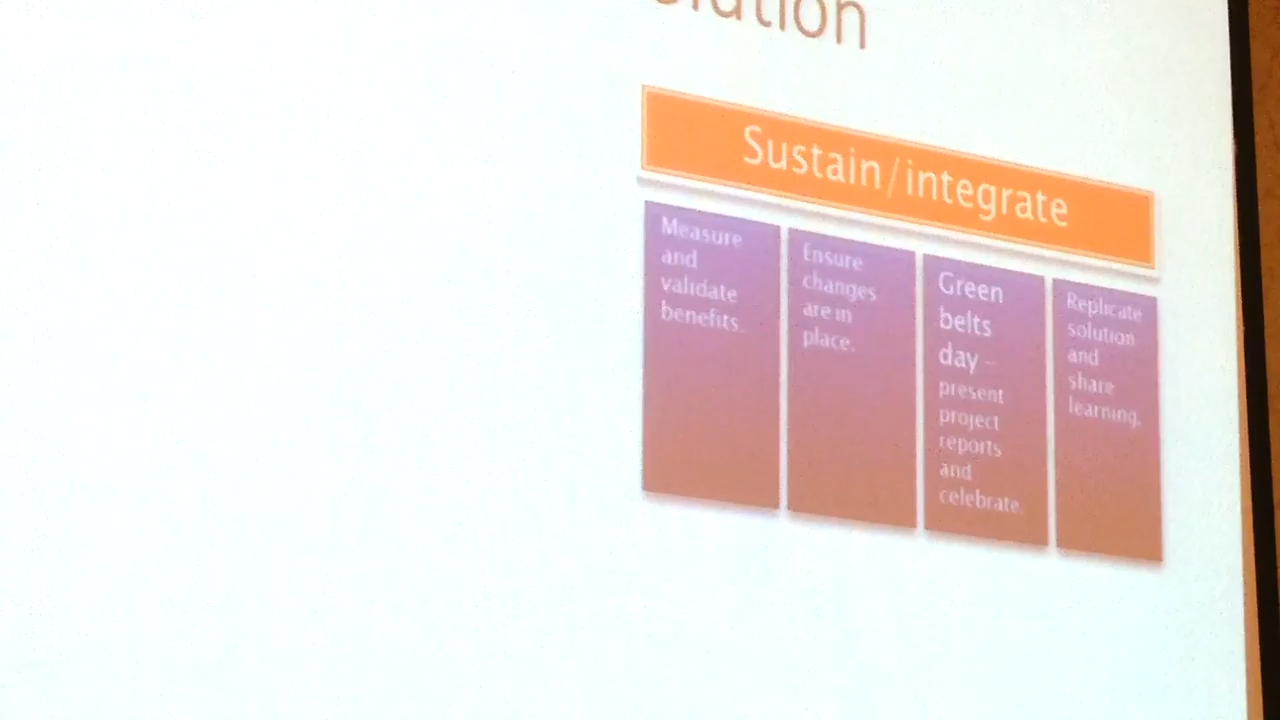 Sustain/integrate
Measure
and
validate
benefits.
Ensure
changes
are in
place.
Green
belts
day –
present
project
reports
and
celebrate.
Replicate
solution
and
share
learning.